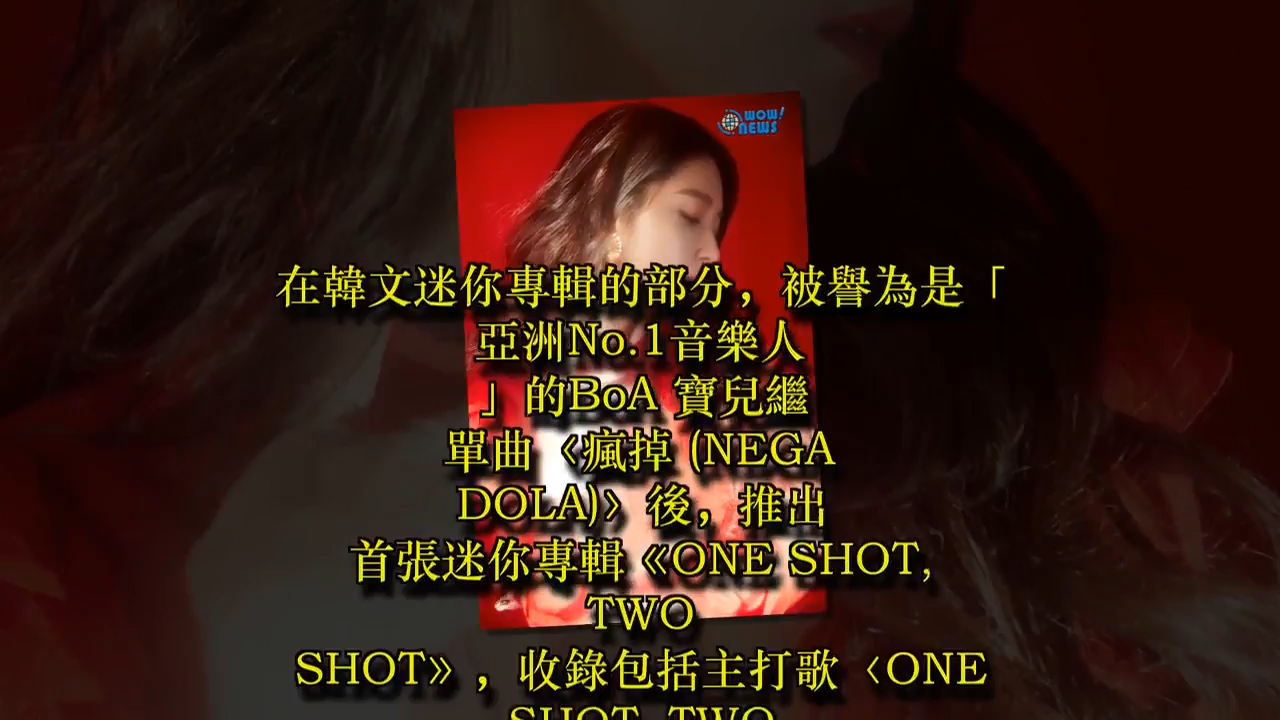 WOW!
NEWS
在韓文迷你專輯的部分，被譽為是「
亞洲No.1音樂人
」的BoA 寶兒繼
單曲〈瘋掉 (NEGA
DOLA)〉後，推出
首張迷你專輯《ONE SHOT,
TWO
SHOT》，收錄包括主打歌〈ONE
SHOT, TWO